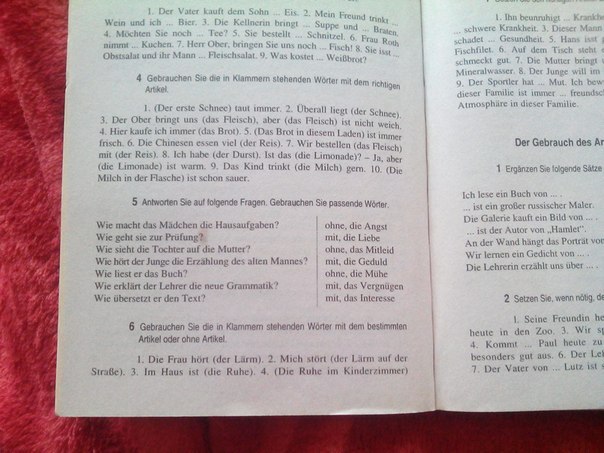 1. Der Vater kauft dem Sohn ... Eis. 2. Mein Freund trinkt ...
Wein und ich ... Bier. 3. Die Kellnerin bringt ... Suppe und ... Braten.
4. Möchten Sie noch ... Tee? 5. Sie bestellt ... Schnitzel. 6. Frau Roth
nimmt ... Kuchen. 7. Herr Ober, bringen Sie uns noch ... Fisch! 8. Sie isst ...
Obstsalat und ihr Mann ... Fleischsalat. 9. Was kostet ... Weißbrot?
4 Gebrauchen Sie die in Klammern stehenden Wörter mit dem richtigen
Artikel.
1. (Der erste Schnee) taut immer. 2. Überall liegt (der Schnee).
3. Der Ober bringt uns (das Fleisch), aber (das Fleisch) ist nicht weich.
4. Hier kaufe ich immer (das Brot). 5. (Das Brot in diesem Laden) ist immer
frisch. 6. Die Chinesen essen viel (der Reis). 7. Wir bestellen (das Fleisch)
mit (der Reis). 8. Ich habe (der Durst). Ist das (die Limonade)? – Ja, aber
(die Limonade) ist warm. 9. Das Kind trinkt (die Milch) gern. 10. (Die
Milch in der Flasche) ist schon sauer.
5 Antworten Sie auf folgende Fragen. Gebrauchen Sie passende Wörter.
Wie macht das Mädchen die Hausaufgaben? ohne, die Angst
Wie geht sie zur Prüfung? mit, die Liebe
Wie sieht die Tochter auf die Mutter? ohne, das Mitleid
Wie hört der Junge die Erzählung des alten Mannes? mit, die Geduld
Wie liest er das Buch? ohne, die Mühe
Wie erklärt der Lehrer die neue Grammatik? mit, das Vergnügen
Wie übersetzt er den Text? mit, das Interesse
6 Gebrauchen Sie die in Klammern stehenden Wörter mit dem bestimmten
Artikel oder ohne Artikel.
1. Die Frau hört (der Lärm). 2. Mich stört (der Lärm auf der
Straße). 3. Im Haus ist (die Ruhe). 4. (Die Ruhe im Kinderzimmer)
1. Ihn beunruhigt ... Krankhe
... schwere Krankheit. 3. Dieser Mann
schadet ... Gesundheit. 5. Hans isst g
Fischfilet. 6. Auf dem Tisch steht
schmeckt gut. 7. Die Mutter bringt
Mineralwasser. 8. Der Junge will im
9. Der Sportler hat ... Mut. Ich bew
dieser Familie ist immer ... freundsch
Atmosphäre in dieser Familie.
Der Gebrauch des Ar
1 Ergänzen Sie folgende Sätze
Ich lese ein Buch von ... .
... ist ein großer russischer Maler.
Die Galerie kauft ein Bild von ... .
... ist der Autor von „Hamlet".
An der Wand hängt das Porträt vo
Wir lernen ein Gedicht von ... .
Die Lehrerin erzählt uns über ... .
2 Setzen Sie, wenn nötig, de
1. Seine Freundin he
heute in den Zoo. 3. Wir sp
4. Kommt ... Paul heute zu
besonders gut aus. 6. Der Leh
7. Der Vater von ... Lutz ist s